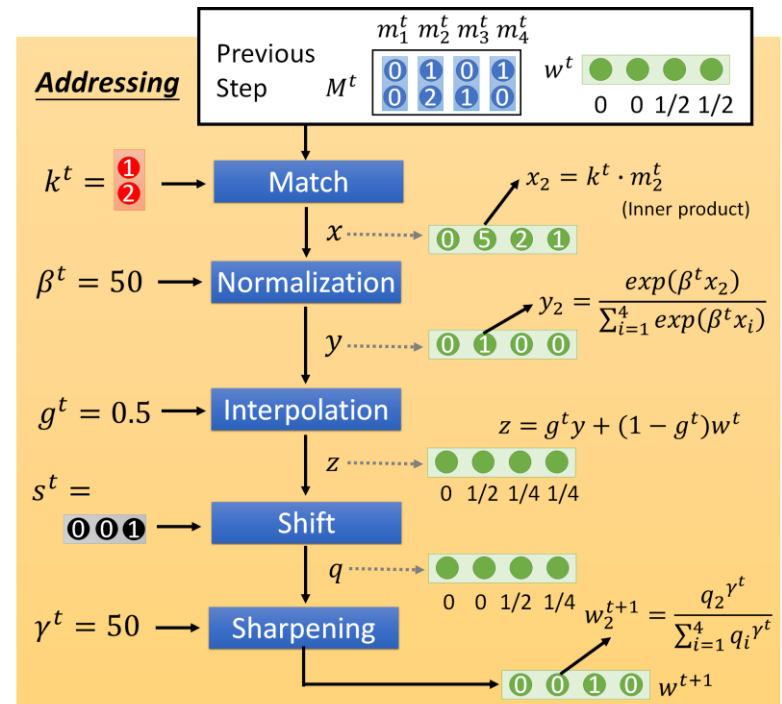 m₁ᵗ m₂ᵗ m₃ᵗ m₄ᵗ
Previous
Step
Mᵗ
0 1 0 1
0 2 1 0
wᵗ
0 0 1/2 1/2
Addressing
kᵗ =
1
2
Match
x₂ = kᵗ · m₂ᵗ
(Inner product)
x
0 5 2 1
βᵗ = 50
Normalization
y₂ = exp(βᵗx₂) / ∑ᵢ₌₁⁴ exp(βᵗxᵢ)
y
0 1 0 0
gᵗ = 0.5
Interpolation
z = gᵗy + (1 − gᵗ)wᵗ
z
0 1/2 1/4 1/4
sᵗ =
0 0 1
Shift
q
0 0 1/2 1/4
γᵗ = 50
Sharpening
w₂ᵗ⁺¹ = q₂^γᵗ / ∑ᵢ₌₁⁴ qᵢ^γᵗ
0 0 1 0 wᵗ⁺¹